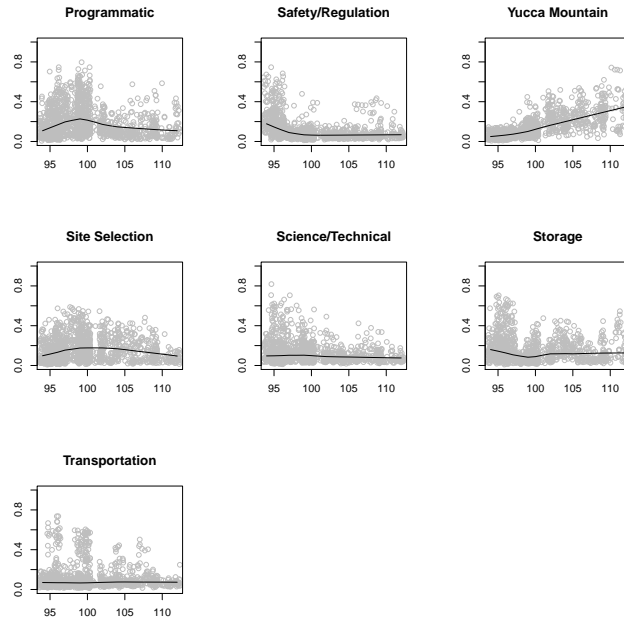 Programmatic
Safety/Regulation
Yucca Mountain
0.0 0.4 0.8
0.0 0.4 0.8
0.0 0.4 0.8
95 100 105 110
95 100 105 110
95 100 105 110
Site Selection
Science/Technical
Storage
0.0 0.4 0.8
0.0 0.4 0.8
0.0 0.4 0.8
95 100 105 110
95 100 105 110
95 100 105 110
Transportation
0.0 0.4 0.8
95 100 105 110